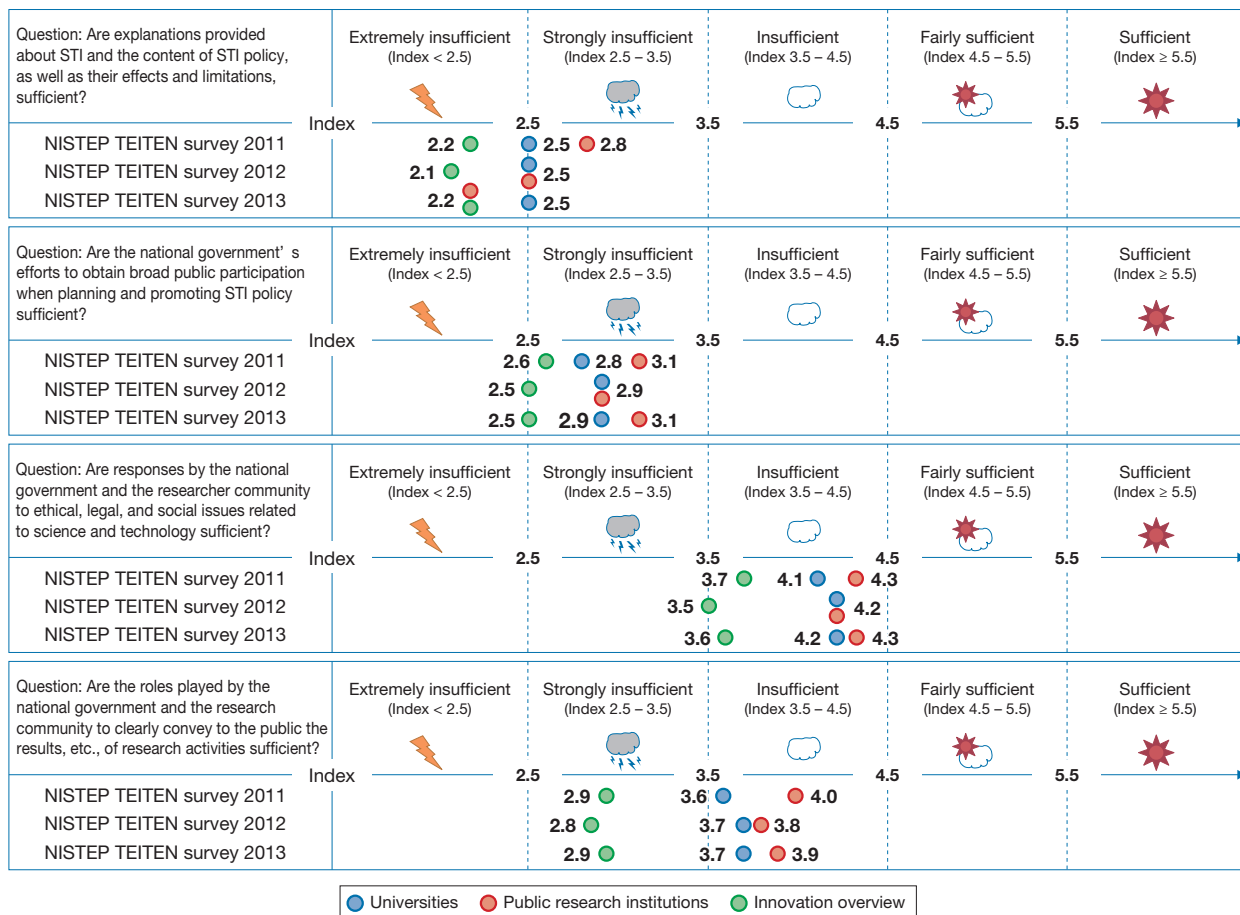 Question: Are explanations provided
about STI and the content of STI policy,
as well as their effects and limitations,
sufficient?
Extremely insufficient
(Index < 2.5)
Strongly insufficient
(Index 2.5 – 3.5)
Insufficient
(Index 3.5 – 4.5)
Fairly sufficient
(Index 4.5 – 5.5)
Sufficient
(Index ≥ 5.5)
Index 2.5 3.5 4.5 5.5
NISTEP TEITEN survey 2011 2.2 2.5 2.8
NISTEP TEITEN survey 2012 2.1 2.5
NISTEP TEITEN survey 2013 2.2 2.5
Question: Are the national government’ s
efforts to obtain broad public participation
when planning and promoting STI policy
sufficient?
Extremely insufficient
(Index < 2.5)
Strongly insufficient
(Index 2.5 – 3.5)
Insufficient
(Index 3.5 – 4.5)
Fairly sufficient
(Index 4.5 – 5.5)
Sufficient
(Index ≥ 5.5)
Index 2.5 3.5 4.5 5.5
NISTEP TEITEN survey 2011 2.6 2.8 3.1
NISTEP TEITEN survey 2012 2.5 2.9
NISTEP TEITEN survey 2013 2.5 2.9 3.1
Question: Are responses by the national
government and the researcher community
to ethical, legal, and social issues related
to science and technology sufficient?
Extremely insufficient
(Index < 2.5)
Strongly insufficient
(Index 2.5 – 3.5)
Insufficient
(Index 3.5 – 4.5)
Fairly sufficient
(Index 4.5 – 5.5)
Sufficient
(Index ≥ 5.5)
Index 2.5 3.5 4.5 5.5
NISTEP TEITEN survey 2011 3.7 4.1 4.3
NISTEP TEITEN survey 2012 3.5 4.2
NISTEP TEITEN survey 2013 3.6 4.2 4.3
Question: Are the roles played by the
national government and the research
community to clearly convey to the public the
results, etc., of research activities sufficient?
Extremely insufficient
(Index < 2.5)
Strongly insufficient
(Index 2.5 – 3.5)
Insufficient
(Index 3.5 – 4.5)
Fairly sufficient
(Index 4.5 – 5.5)
Sufficient
(Index ≥ 5.5)
Index 2.5 3.5 4.5 5.5
NISTEP TEITEN survey 2011 2.9 3.6 4.0
NISTEP TEITEN survey 2012 2.8 3.7 3.8
NISTEP TEITEN survey 2013 2.9 3.7 3.9
Universities Public research institutions Innovation overview